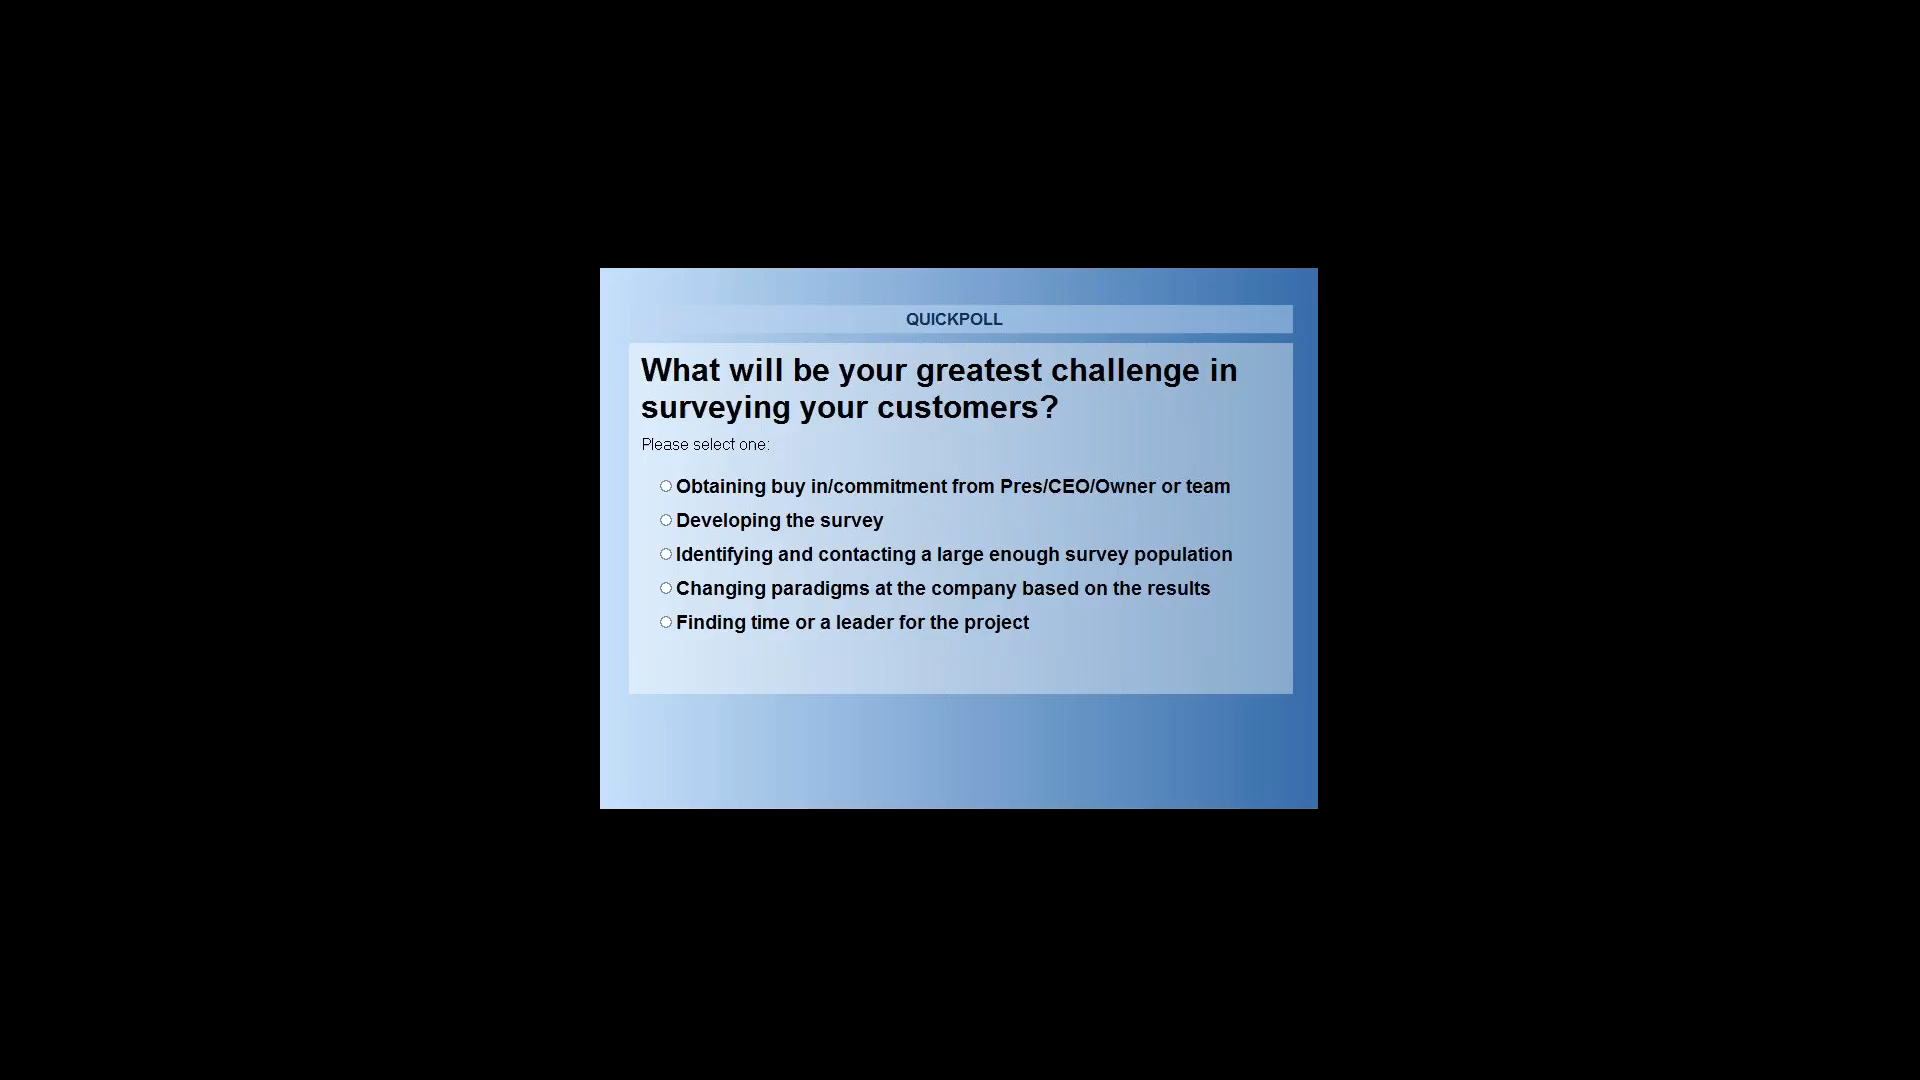 QUICKPOLL
What will be your greatest challenge in
surveying your customers?
Please select one:
Obtaining buy in/commitment from Pres/CEO/Owner or team
Developing the survey
Identifying and contacting a large enough survey population
Changing paradigms at the company based on the results
Finding time or a leader for the project